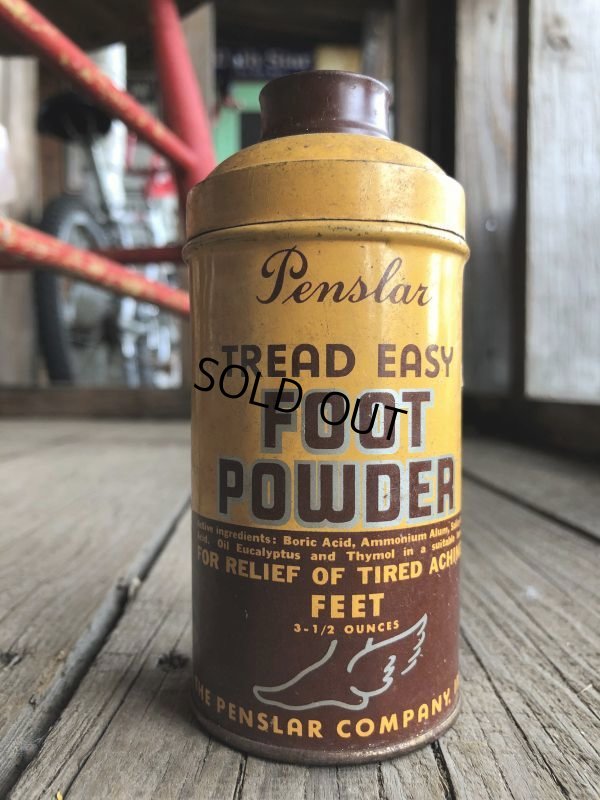 Penslar
TREAD EASY
SOLD OUT
FOOT
POWDER
Active ingredients: Boric Acid, Ammonium Alum,
Acid, Oil Eucalyptus and Thymol in a suitable
FOR RELIEF OF TIRED ACHING
FEET
3-1/2 OUNCES
THE PENSLAR COMPANY,